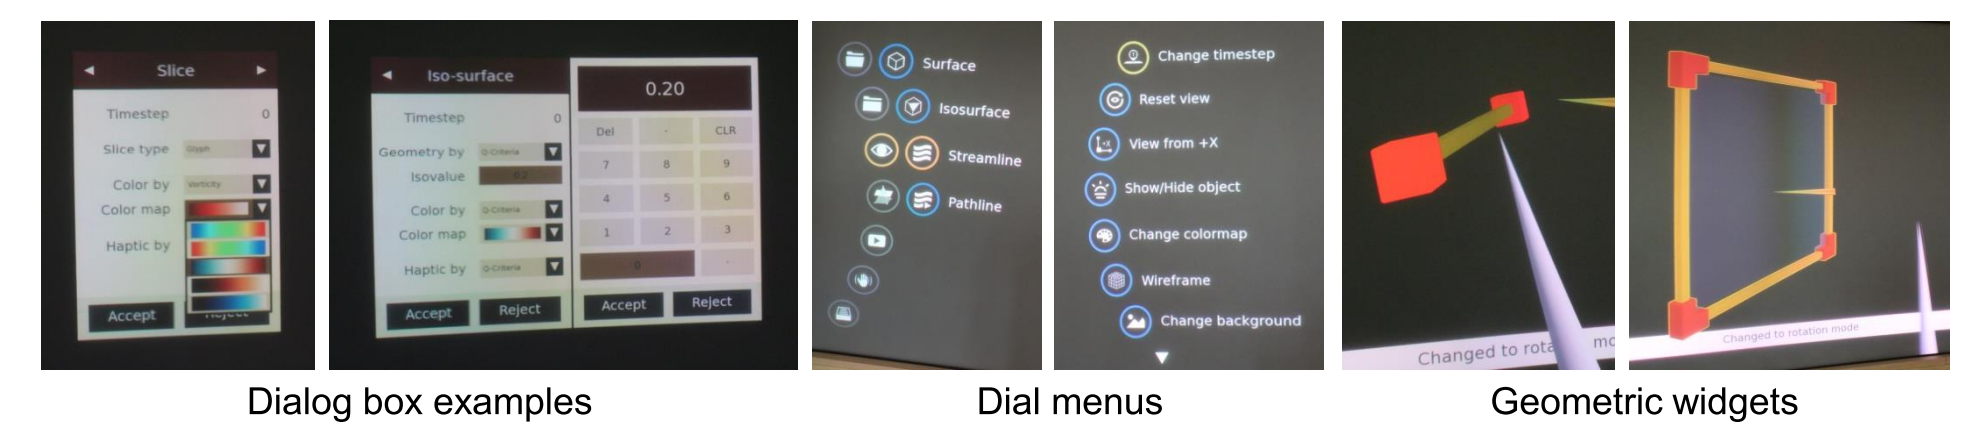 Slice
Timestep 0
Slice type Glyph
Color by Vorticity
Color map
Haptic by
Accept
Iso-surface
Timestep 0
Geometry by Q-Criteria
Isovalue 0.2
Color by Q-Criteria
Color map
Haptic by Q-Criteria
Accept Reject
0.20
Del . CLR
7 8 9
4 5 6
1 2 3
0
Accept Reject
Surface
Isosurface
Streamline
Pathline
Change timestep
Reset view
+X View from +X
Show/Hide object
Change colormap
Wireframe
Change background
Changed to rota mo
Changed to rotation mode
Dialog box examples
Dial menus
Geometric widgets